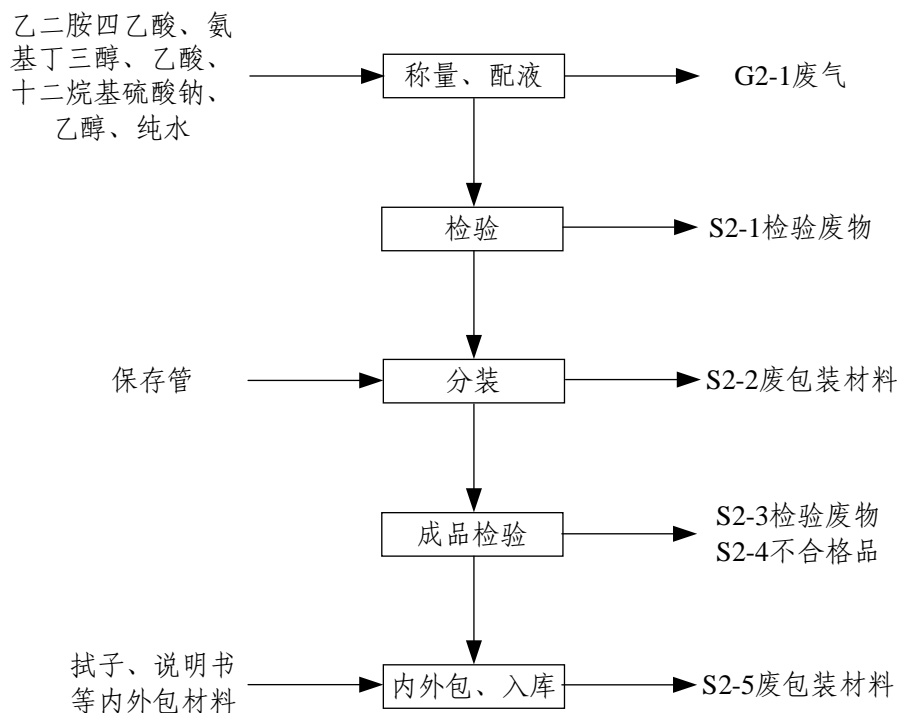 乙二胺四乙酸、氨
基丁三醇、乙酸、
十二烷基硫酸钠、
乙醇、纯水
称量、配液
G2-1废气
检验
S2-1检验废物
保存管
分装
S2-2废包装材料
成品检验
S2-3检验废物
S2-4不合格品
拭子、说明书
等内外包材料
内外包、入库
S2-5废包装材料